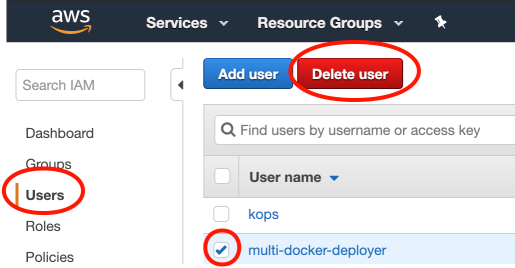 aws Services Resource Groups
Search IAM
Add user Delete user
Find users by username or access key
Dashboard
Groups
Users
Roles
Policies
User name
kops
multi-docker-deployer